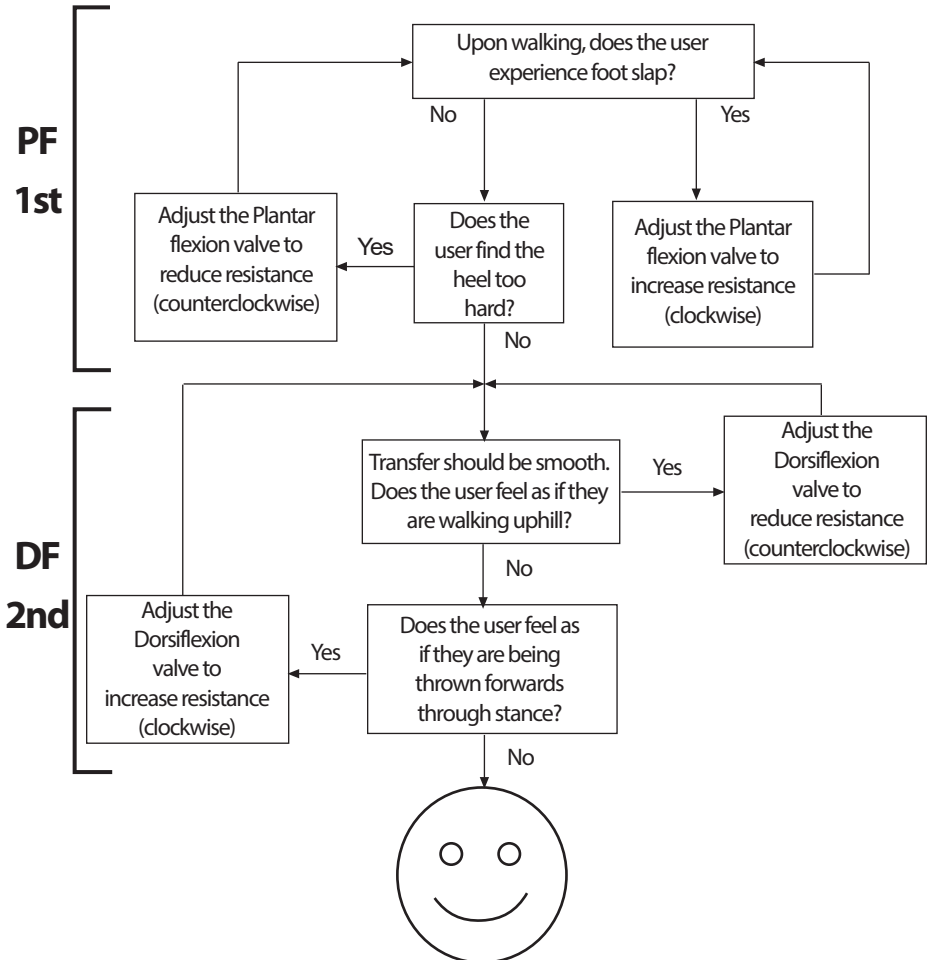 Upon walking, does the user
experience foot slap?
No
Yes
PF
1st
Adjust the Plantar
flexion valve to
reduce resistance
(counterclockwise)
Yes
Does the
user find the
heel too
hard?
Adjust the Plantar
flexion valve to
increase resistance
(clockwise)
No
DF
2nd
Transfer should be smooth.
Does the user feel as if they
are walking uphill?
Yes
Adjust the
Dorsiflexion
valve to
reduce resistance
(counterclockwise)
No
Adjust the
Dorsiflexion
valve to
increase resistance
(clockwise)
Yes
Does the user feel as
if they are being
thrown forwards
through stance?
No